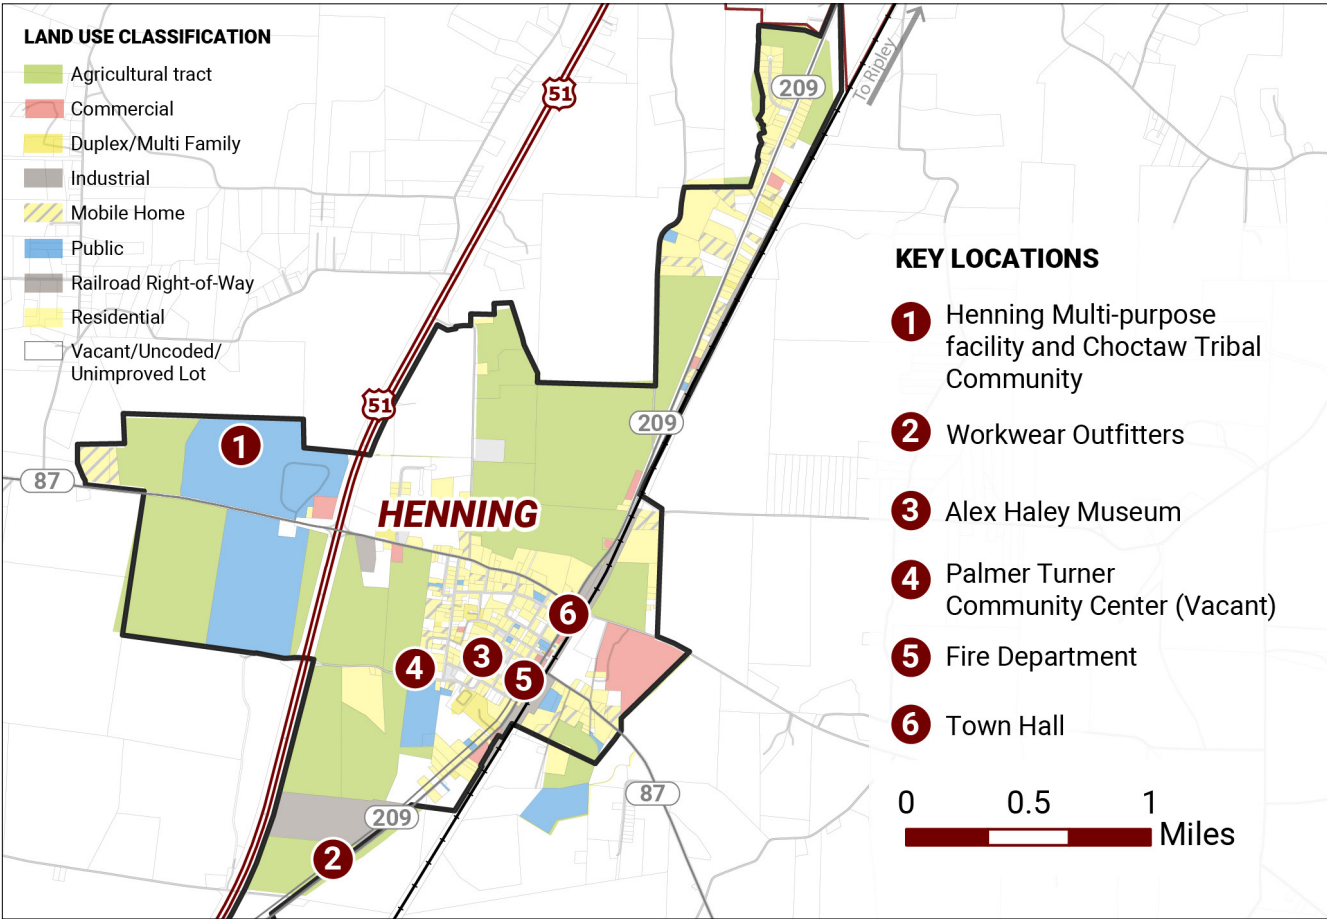 LAND USE CLASSIFICATION
Agricultural tract
Commercial
Duplex/Multi Family
Industrial
Mobile Home
Public
Railroad Right-of-Way
Residential
Vacant/Uncoded/
Unimproved Lot
51
209
To Ripley
51
209
87
1
HENNING
6
3
4
5
87
209
2
KEY LOCATIONS
1 Henning Multi-purpose
facility and Choctaw Tribal
Community
2 Workwear Outfitters
3 Alex Haley Museum
4 Palmer Turner
Community Center (Vacant)
5 Fire Department
6 Town Hall
0 0.5 1
Miles